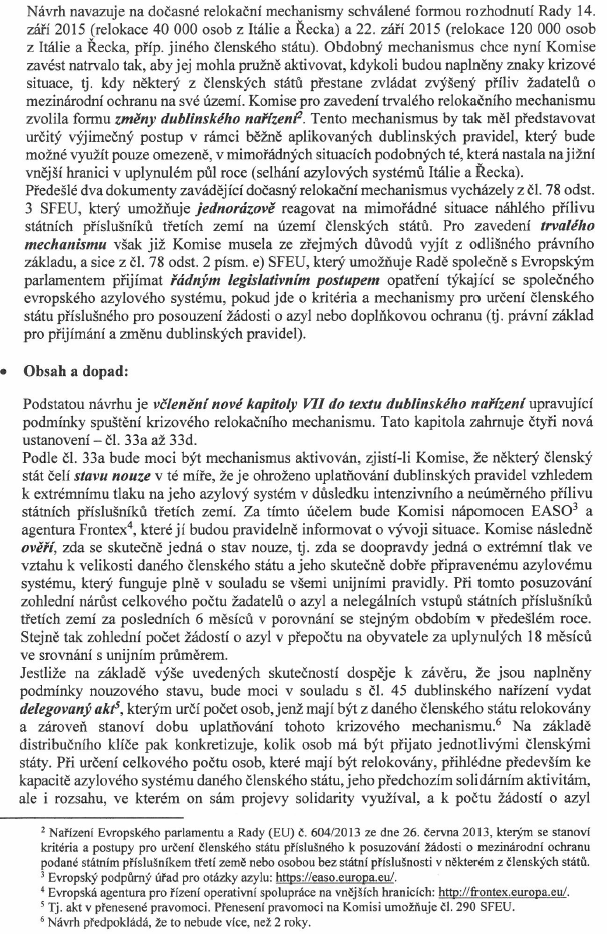 Návrh navazuje na dočasné relokační mechanismy schválené formou rozhodnutí Rady 14.
září 2015 (relokace 40 000 osob z Itálie a Řecka) a 22. září 2015 (relokace 120 000 osob
z Itálie a Řecka, příp. jiného členského státu). Obdobný mechanismus chce nyní Komise
zavést natrvalo tak, aby jej mohla pružně aktivovat, kdykoli budou naplněny znaky krizové
situace, tj. kdy některý z členských států přestane zvládat zvýšený příliv žadatelů o
mezinárodní ochranu na své území. Komise pro zavedení trvalého relokačního mechanismu
zvolila formu změny dublinského nařízení². Tento mechanismus by tak měl představovat
určitý výjimečný postup v rámci běžně aplikovaných dublinských pravidel, který bude
možné využít pouze omezeně, v mimořádných situacích podobných té, která nastala na jižní
vnější hranici v uplynulém půl roce (selhání azylových systémů Itálie a Řecka).
Předešlé dva dokumenty zavádějící dočasný relokační mechanismus vycházely z čl. 78 odst.
3 SFEU, který umožňuje jednorázově reagovat na mimořádné situace náhlého přílivu
státních příslušníků třetích zemí na území členských států. Pro zavedení trvalého
mechanismu však již Komise musela ze zřejmých důvodů vyjít z odlišného právního
základu, a sice z čl. 78 odst. 2 písm. e) SFEU, který umožňuje Radě společně s Evropským
parlamentem přijímat řádným legislativním postupem opatření týkající se společného
evropského azylového systému, pokud jde o kritéria a mechanismy pro určení členského
státu příslušného pro posouzení žádosti o azyl nebo doplňkovou ochranu (tj. právní základ
pro přijímání a změnu dublinských pravidel).
• Obsah a dopad:
Podstatou návrhu je včlenění nové kapitoly VII do textu dublinského nařízení upravující
podmínky spuštění krizového relokačního mechanismu. Tato kapitola zahrnuje čtyři nová
ustanovení – čl. 33a až 33d.
Podle čl. 33a bude moci být mechanismus aktivován, zjistí-li Komise, že některý členský
stát čelí stavu nouze v té míře, že je ohroženo uplatňování dublinských pravidel vzhledem
k extrémnímu tlaku na jeho azylový systém v důsledku intenzivního a neúměrného přílivu
státních příslušníků třetích zemí. Za tímto účelem bude Komisi nápomocen EASO³ a
agentura Frontex⁴, které jí budou pravidelně informovat o vývoji situace. Komise následně
ověří, zda se skutečně jedná o stav nouze, tj. zda se doopravdy jedná o extrémní tlak ve
vztahu k velikosti daného členského státu a jeho skutečně dobře připravenému azylovému
systému, který funguje plně v souladu se všemi unijními pravidly. Při tomto posuzování
zohlední nárůst celkového počtu žadatelů o azyl a nelegálních vstupů státních příslušníků
třetích zemí za posledních 6 měsíců v porovnání se stejným obdobím v předešlém roce.
Stejně tak zohlední počet žádostí o azyl v přepočtu na obyvatele za uplynulých 18 měsíců
ve srovnání s unijním průměrem.
Jestliže na základě výše uvedených skutečností dospěje k závěru, že jsou naplněny
podmínky nouzového stavu, bude moci v souladu s čl. 45 dublinského nařízení vydat
delegovaný akt⁵, kterým určí počet osob, jenž mají být z daného členského státu relokovány
a zároveň stanoví dobu uplatňování tohoto krizového mechanismu.⁶ Na základě
distribučního klíče pak konkretizuje, kolik osob má být přijato jednotlivými členskými
státy. Při určení celkového počtu osob, které mají být relokovány, přihlédne především ke
kapacitě azylového systému daného členského státu, jeho předchozím solidárním aktivitám,
ale i rozsahu, ve kterém on sám projevy solidarity využíval, a k počtu žádostí o azyl
² Nařízení Evropského parlamentu a Rady (EU) č. 604/2013 ze dne 26. června 2013, kterým se stanoví
kritéria a postupy pro určení členského státu příslušného k posuzování žádosti o mezinárodní ochranu
podané státním příslušníkem třetí země nebo osobou bez státní příslušnosti v některém z členských států.
³ Evropský podpůrný úřad pro otázky azylu: https://easo.europa.eu/.
⁴ Evropská agentura pro řízení operativní spolupráce na vnějších hranicích: http://frontex.europa.eu/.
⁵ Tj. akt v přenesené pravomoci. Přenesení pravomoci na Komisi umožňuje čl. 290 SFEU.
⁶ Návrh předpokládá, že to nebude více, než 2 roky.